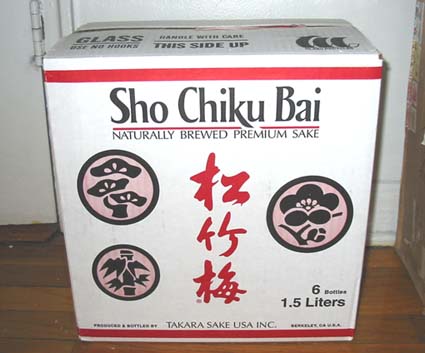 GLASS
USE NO HOOKS
HANDLE WITH CARE
THIS SIDE UP
Sho Chiku Bai
NATURALLY BREWED PREMIUM SAKE
松竹梅
6 Bottles
1.5 Liters
PRODUCED & BOTTLED BY TAKARA SAKE USA INC. BERKELEY, CA U.S.A.